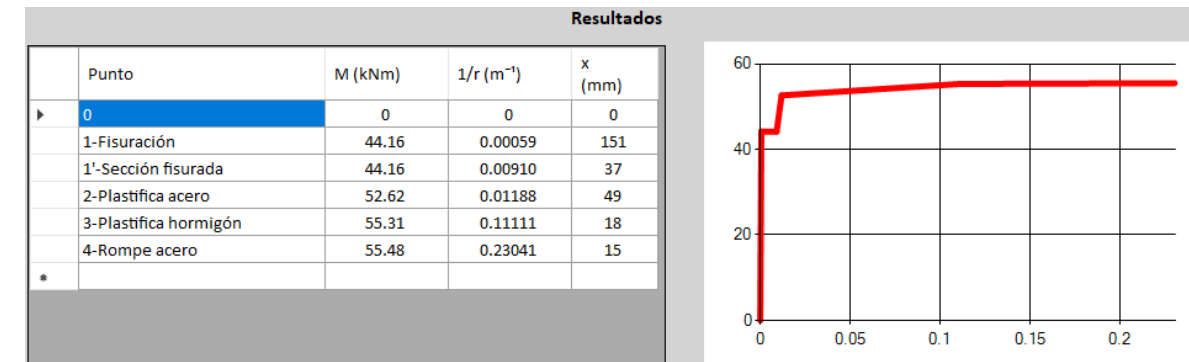 Resultados
Punto M (kNm) 1/r (m⁻¹) x (mm)
0 0 0 0
1-Fisuración 44.16 0.00059 151
1'-Sección fisurada 44.16 0.00910 37
2-Plastifica acero 52.62 0.01188 49
3-Plastifica hormigón 55.31 0.11111 18
4-Rompe acero 55.48 0.23041 15
60
40
20
0
0 0.05 0.1 0.15 0.2